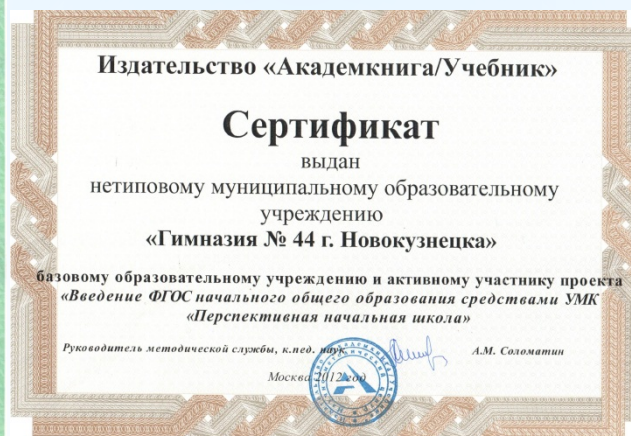 Издательство «Академкнига/Учебник»
Сертификат
выдан
нетиповому муниципальному образовательному
учреждению
«Гимназия № 44 г. Новокузнецка»
базовому образовательному учреждению и активному участнику проекта
«Введение ФГОС начального общего образования средствами УМК
«Перспективная начальная школа»
Руководитель методической службы, к.пед. наук
А.М. Соломатин
Москва 2012 год